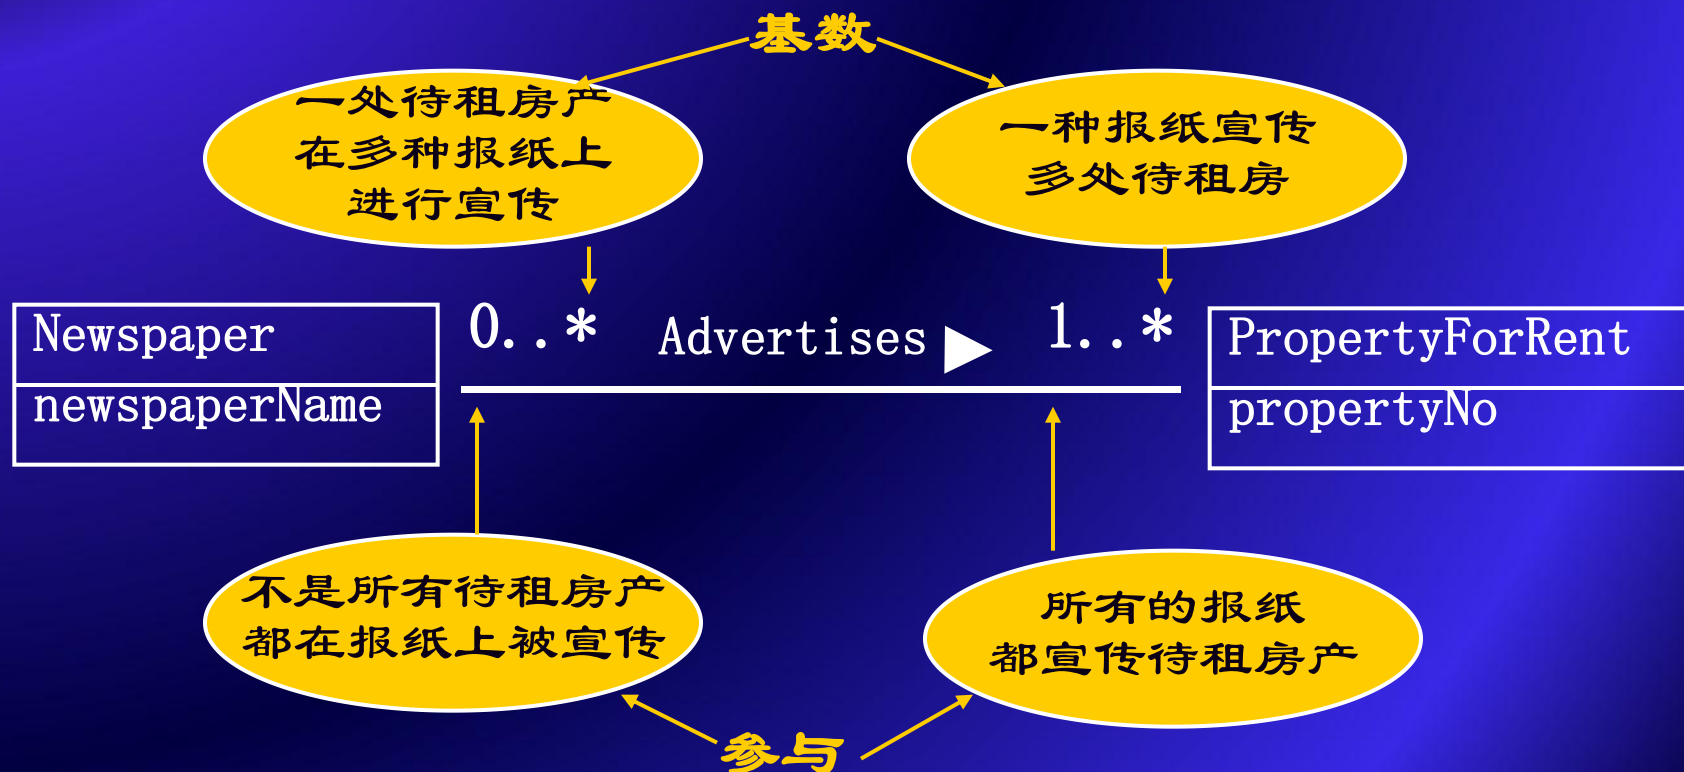 基数
一处待租房产
在多种报纸上
进行宣传
一种报纸宣传
多处待租房
Newspaper
newspaperName
0..*
Advertises
1..*
PropertyForRent
propertyNo
不是所有待租房产
都在报纸上被宣传
所有的报纸
都宣传待租房产
参与